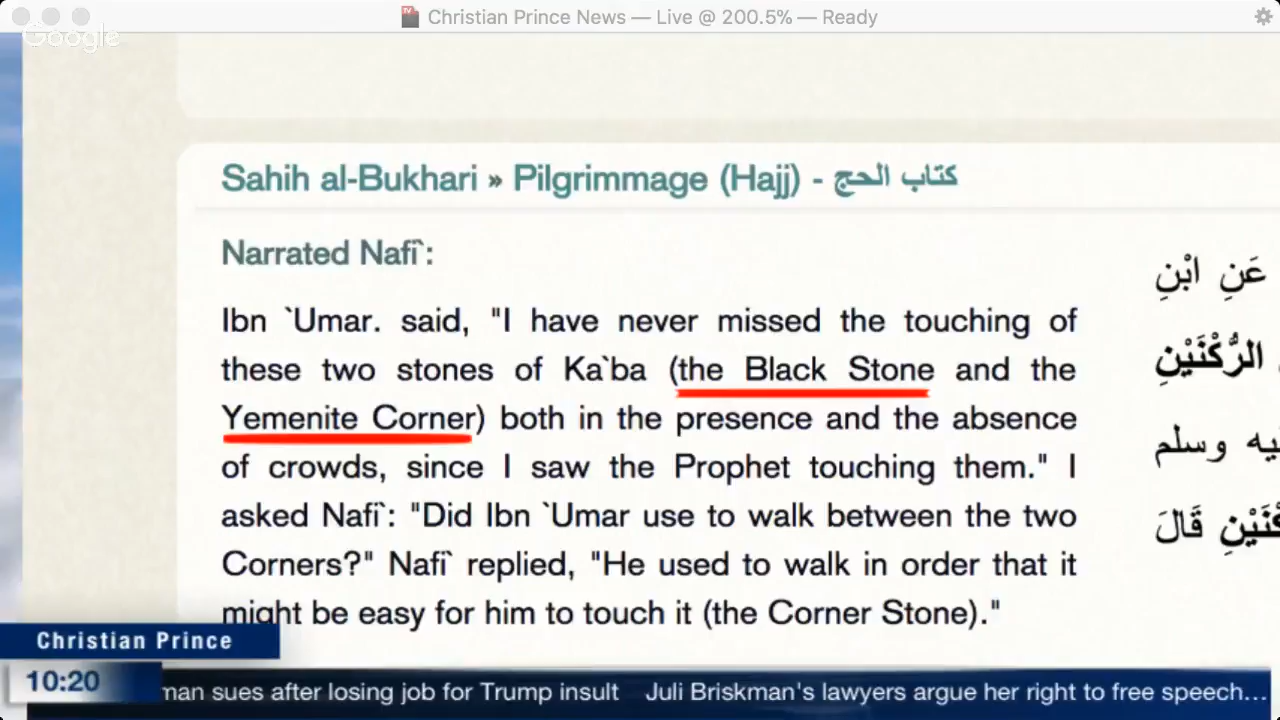 Christian Prince News — Live @ 200.5% — Ready
Google
Sahih al-Bukhari » Pilgrimmage (Hajj) - كتاب الحج
Narrated Nafi`:
Ibn `Umar. said, "I have never missed the touching of
these two stones of Ka`ba (the Black Stone and the
Yemenite Corner) both in the presence and the absence
of crowds, since I saw the Prophet touching them." I
asked Nafi`: "Did Ibn `Umar use to walk between the two
Corners?" Nafi` replied, "He used to walk in order that it
might be easy for him to touch it (the Corner Stone)."
عَنِ ابْنِ
الرُّكْنَيْنِ
وسلم
قَالَ
Christian Prince
10:20
man sues after losing job for Trump insult Juli Briskman's lawyers argue her right to free speech...